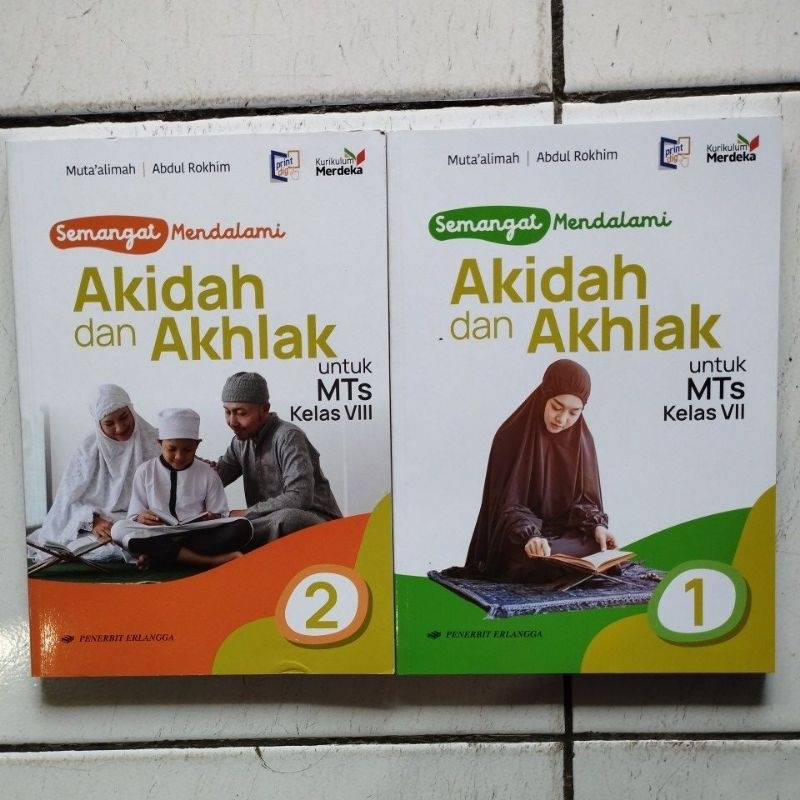 Muta'alimah | Abdul Rokhim
print dig
Kurikulum
Merdeka
Semangat Mendalami
Akidah
dan Akhlak
untuk
MTs
Kelas VIII
2
PENERBIT ERLANGGA
Muta'alimah | Abdul Rokhim
print dig
Kurikulum
Merdeka
Semangat Mendalami
Akidah
dan Akhlak
untuk
MTs
Kelas VII
1
PENERBIT ERLANGGA